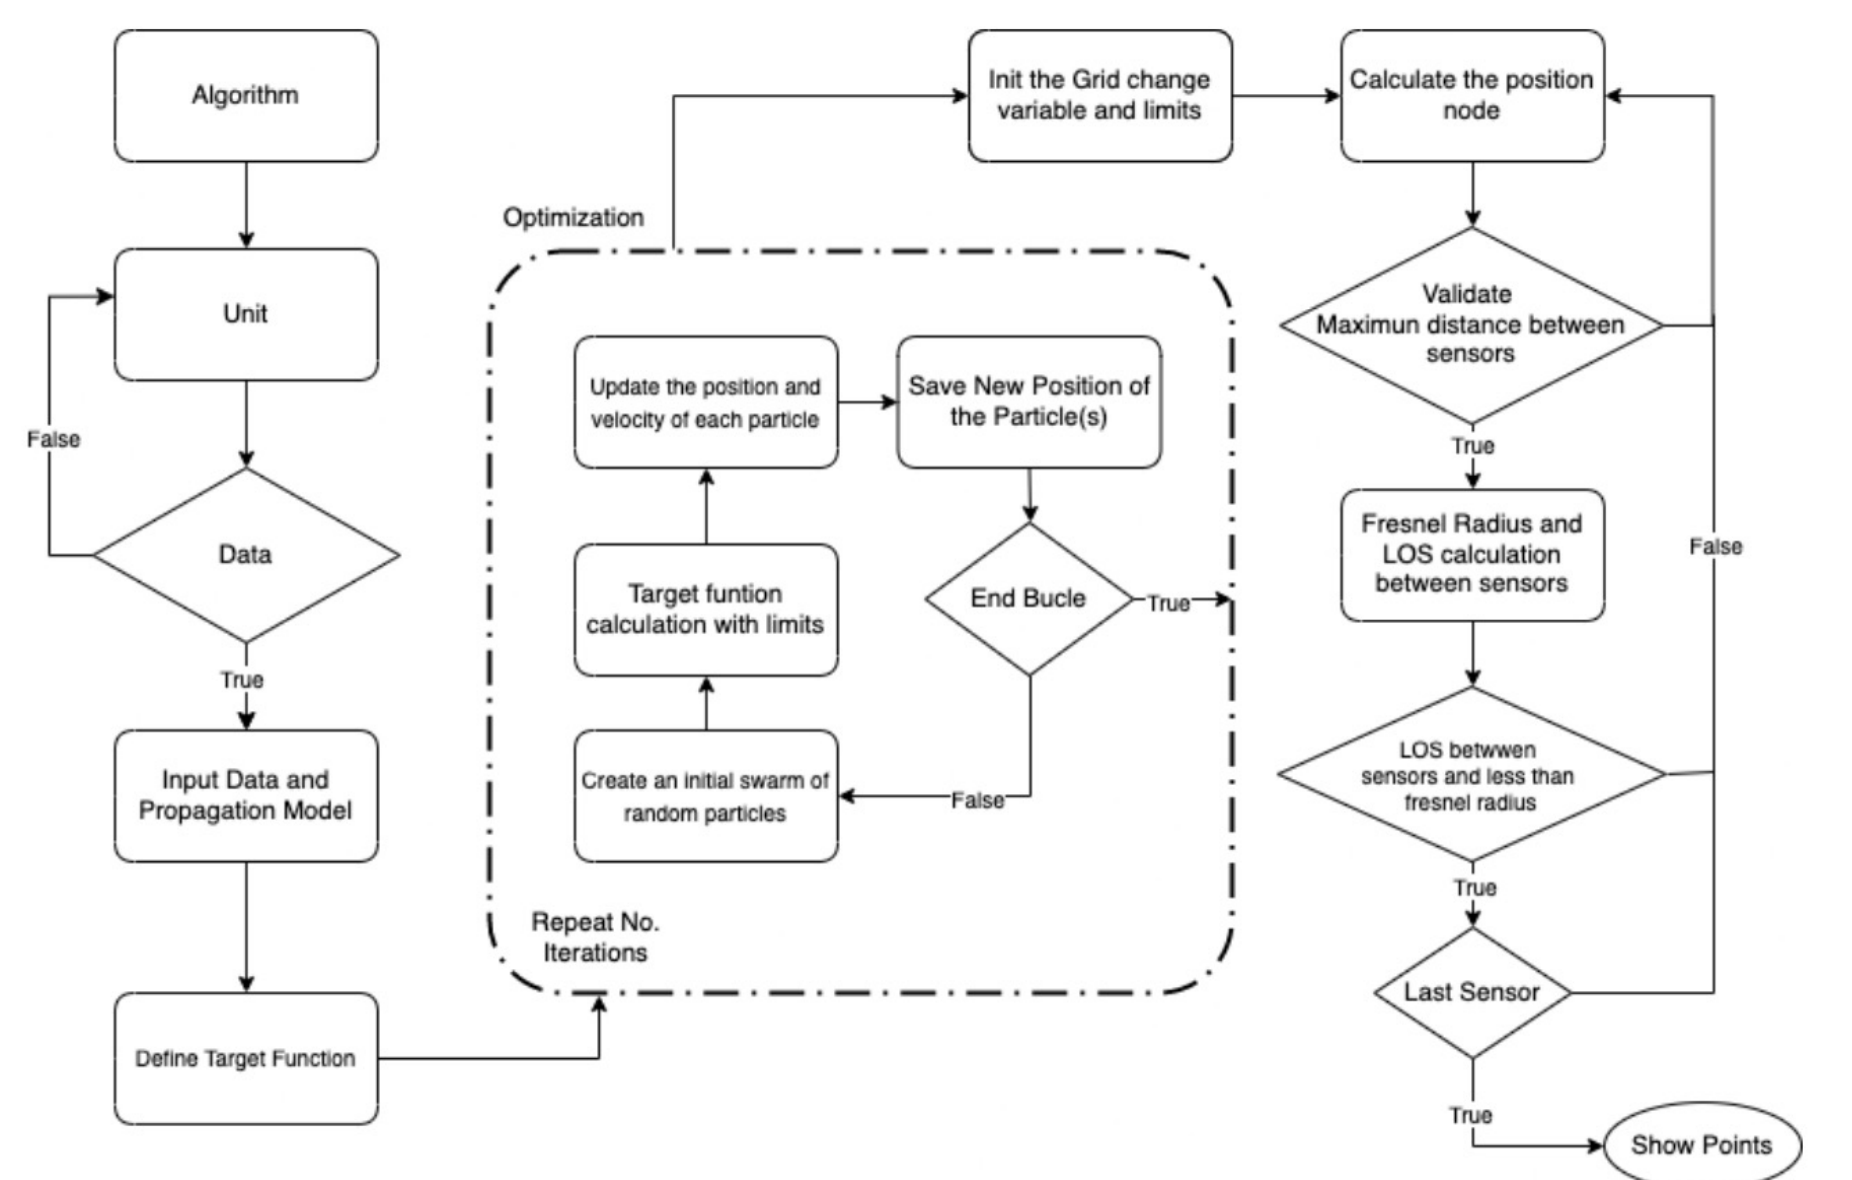 Algorithm
Unit
False
Data
True
Input Data and
Propagation Model
Define Target Function
Optimization
Update the position and
velocity of each particle
Save New Position of
the Particle(s)
Target funtion
calculation with limits
End Bucle
True
Create an initial swarm of
random particles
False
Repeat No.
Iterations
Init the Grid change
variable and limits
Calculate the position
node
Validate
Maximun distance between
sensors
True
Fresnel Radius and
LOS calculation
between sensors
False
LOS betwwen
sensors and less than
fresnel radius
True
Last Sensor
True
Show Points